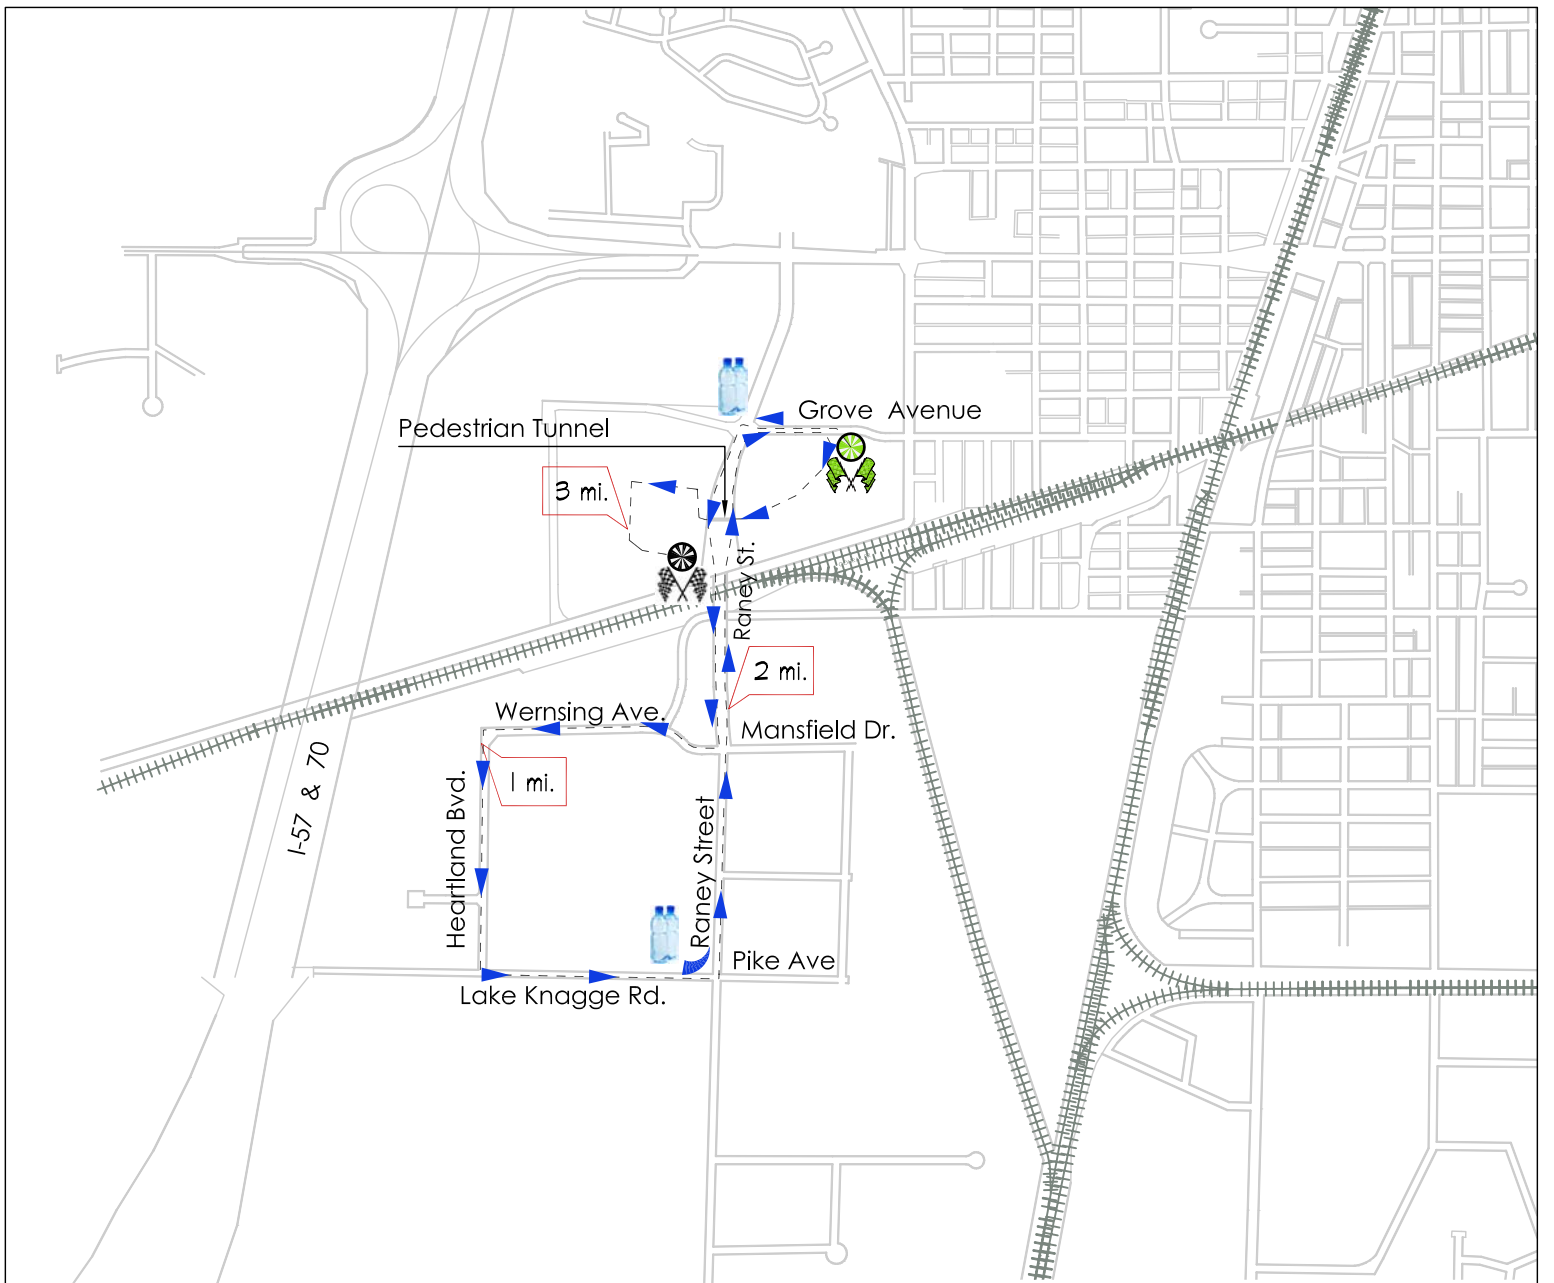 Grove Avenue
Pedestrian Tunnel
3 mi.
Raney St.
2 mi.
Wernsing Ave.
Mansfield Dr.
I-57 & 70
1 mi.
Heartland Bvd.
Raney Street
Pike Ave
Lake Knagge Rd.